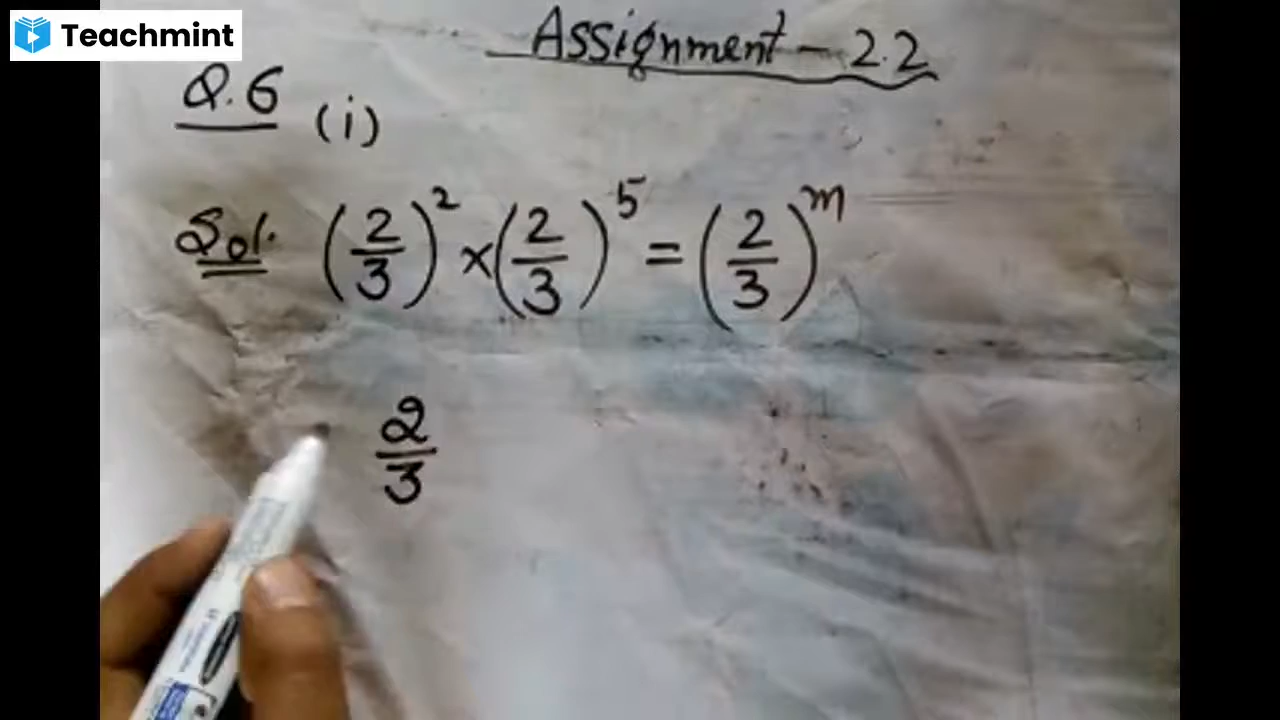 Teachmint
Assignment - 2.2
Q.6 (i)
Sol. (2/3)² × (2/3)⁵ = (2/3)ᵐ
2/3